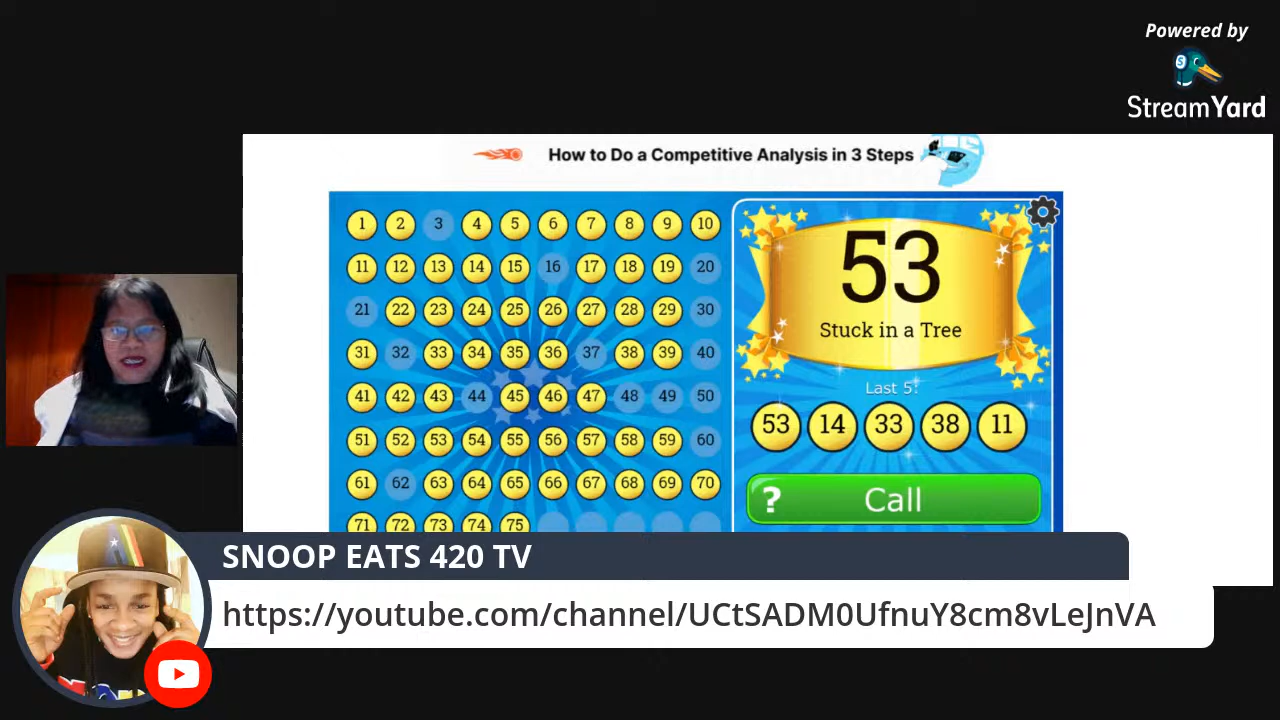 Powered by
StreamYard
How to Do a Competitive Analysis in 3 Steps
1 2 3 4 5 6 7 8 9 10
11 12 13 14 15 16 17 18 19 20
21 22 23 24 25 26 27 28 29 30
31 32 33 34 35 36 37 38 39 40
41 42 43 44 45 46 47 48 49 50
51 52 53 54 55 56 57 58 59 60
61 62 63 64 65 66 67 68 69 70
71 72 73 74 75
53
Stuck in a Tree
Last 5:
53 14 33 38 11
? Call
SNOOP EATS 420 TV
https://youtube.com/channel/UCtSADM0UfnuY8cm8vLeJnVA